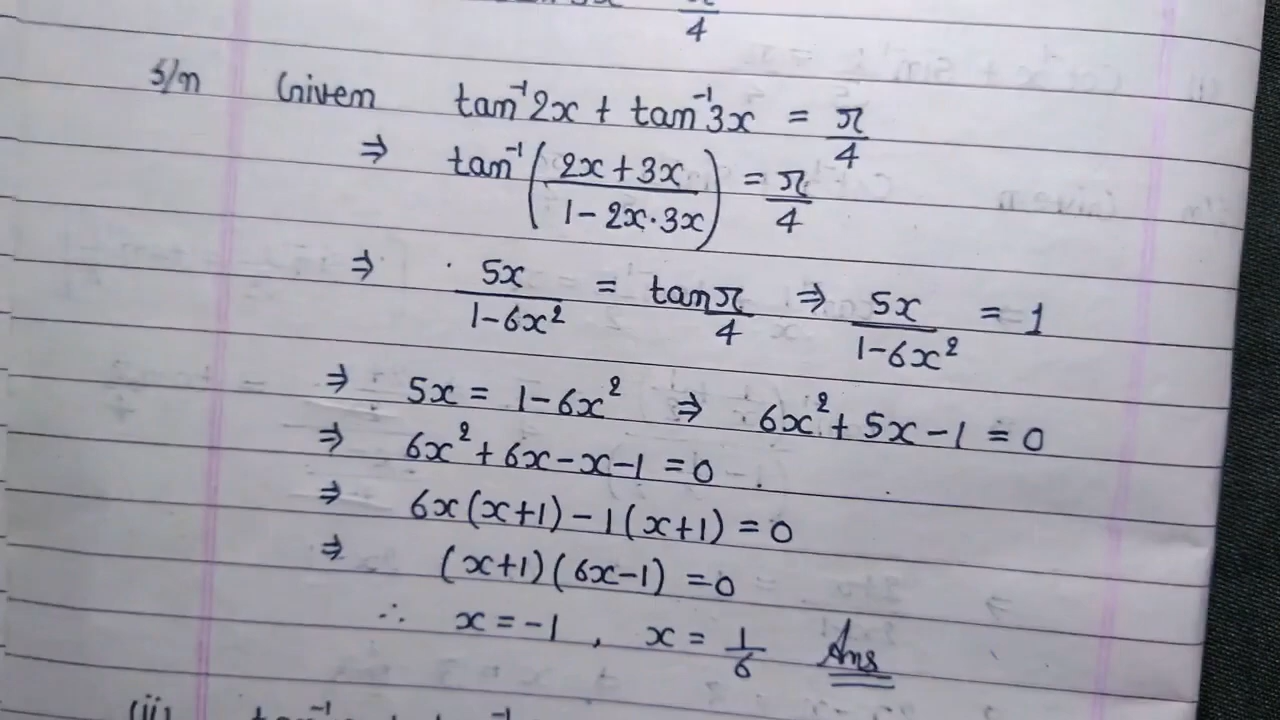 π/4
S/n Given tan⁻¹2x + tan⁻¹3x = π/4
⇒ tan⁻¹((2x + 3x)/(1 - 2x·3x)) = π/4
⇒ 5x/(1-6x²) = tan π/4 ⇒ 5x/(1-6x²) = 1
⇒ 5x = 1-6x² ⇒ 6x² + 5x - 1 = 0
⇒ 6x² + 6x - x - 1 = 0
⇒ 6x(x+1) - 1(x+1) = 0
⇒ (x+1)(6x-1) = 0
∴ x = -1, x = 1/6 Ans
(ii)